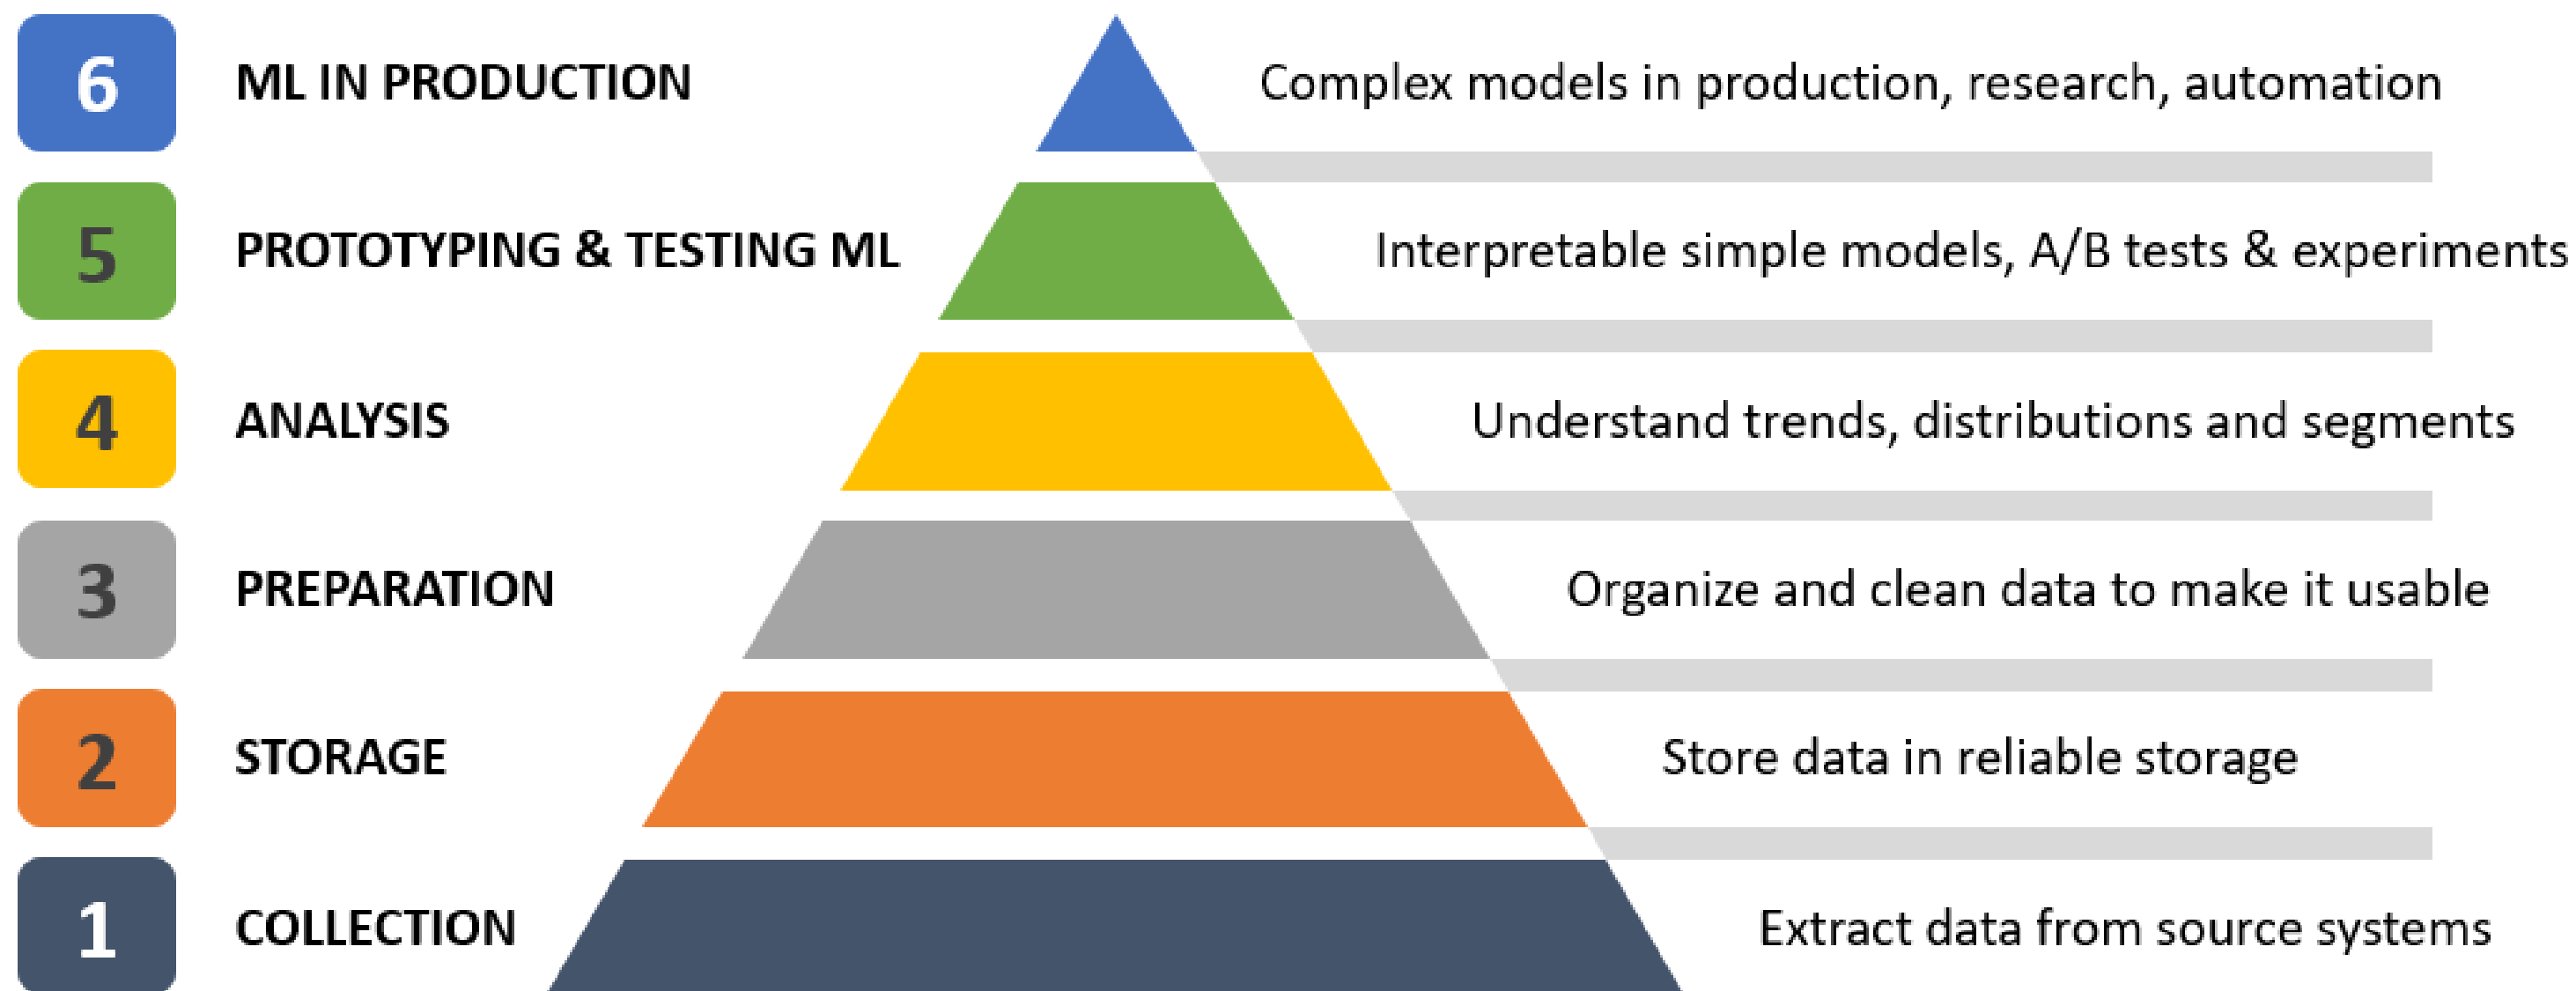 6 ML IN PRODUCTION Complex models in production, research, automation
5 PROTOTYPING & TESTING ML Interpretable simple models, A/B tests & experiments
4 ANALYSIS Understand trends, distributions and segments
3 PREPARATION Organize and clean data to make it usable
2 STORAGE Store data in reliable storage
1 COLLECTION Extract data from source systems